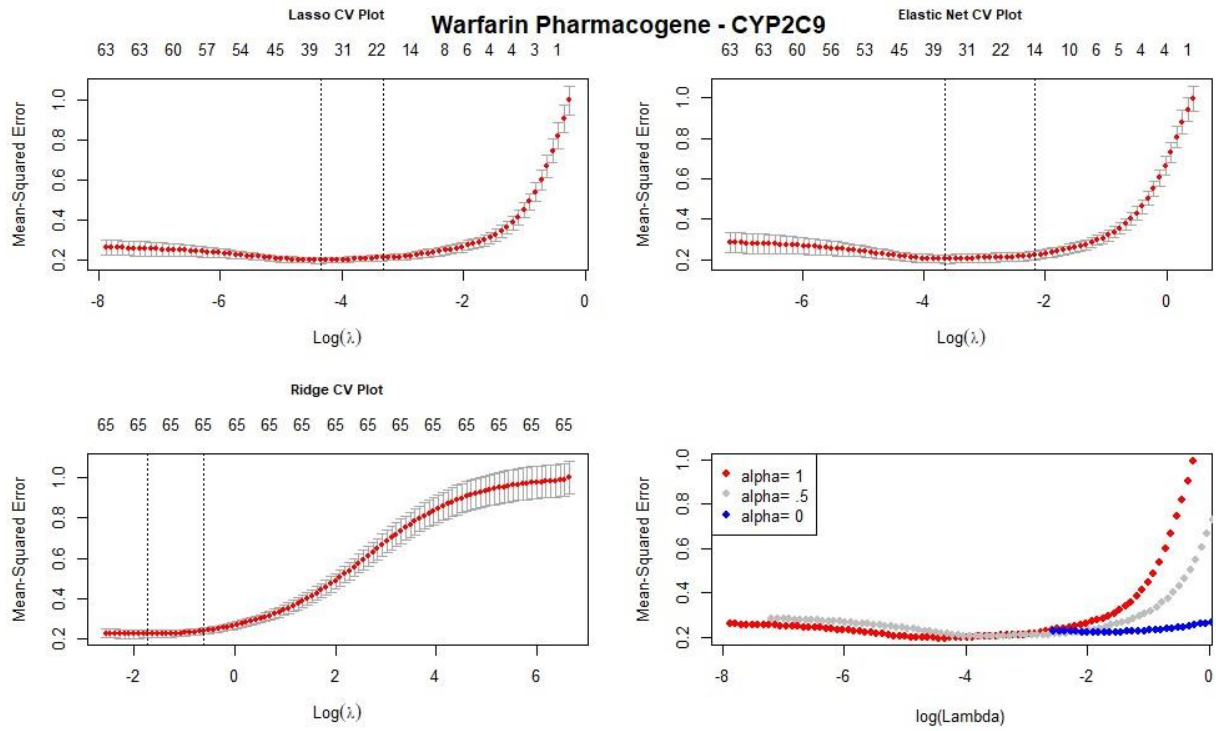 Warfarin Pharmacogene - CYP2C9
Lasso CV Plot
63 63 60 57 54 45 39 31 22 14 8 6 4 4 3 1
Mean-Squared Error
0.2 0.4 0.6 0.8 1.0
-8 -6 -4 -2 0
Log(λ)
Elastic Net CV Plot
63 63 60 56 53 45 39 31 22 14 10 6 5 4 4 1
Mean-Squared Error
0.2 0.4 0.6 0.8 1.0
-6 -4 -2 0
Log(λ)
Ridge CV Plot
65 65 65 65 65 65 65 65 65 65 65 65 65 65
Mean-Squared Error
0.2 0.4 0.6 0.8 1.0
-2 0 2 4 6
Log(λ)
alpha= 1
alpha= .5
alpha= 0
Mean-Squared Error
0.2 0.4 0.6 0.8 1.0
-8 -6 -4 -2 0
log(Lambda)